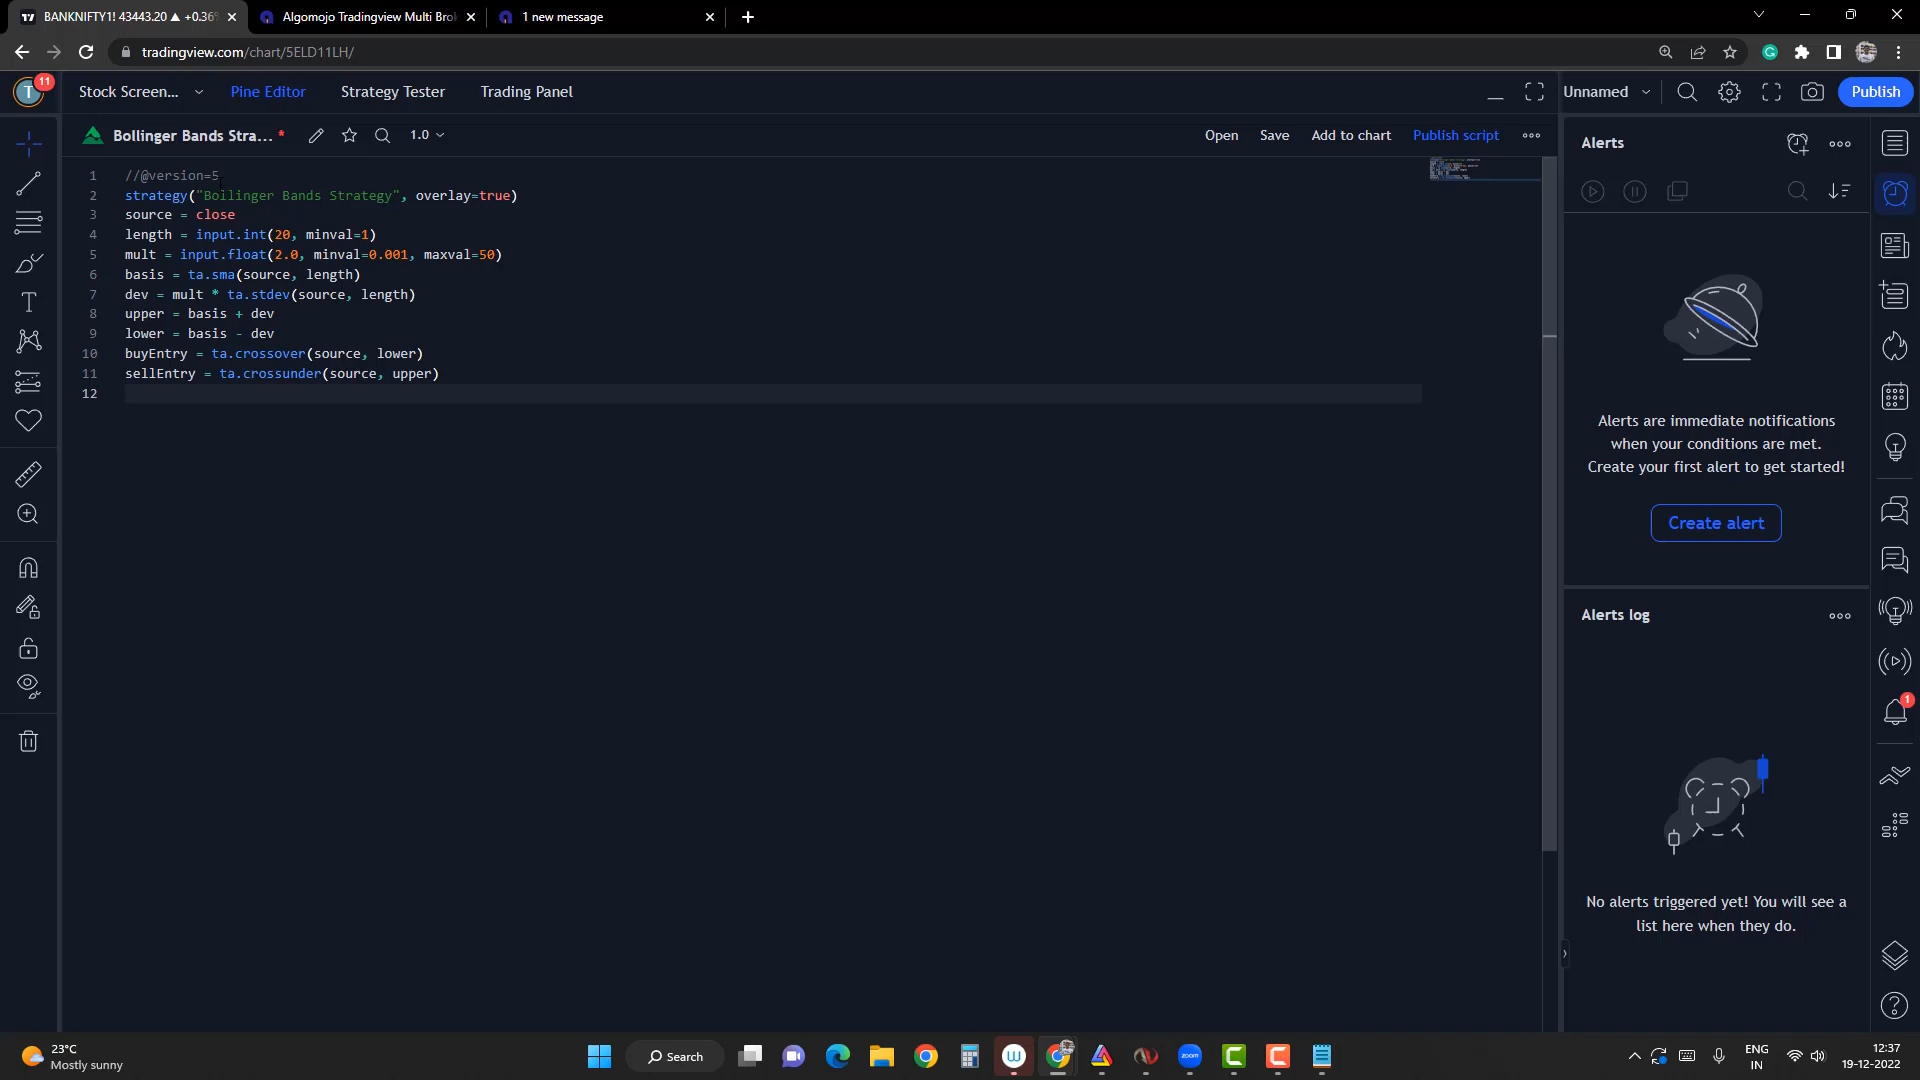 BANKNIFTY1! 43443.20 ▲ +0.36%
Algomojo Tradingview Multi Brok
1 new message
tradingview.com/chart/5ELD11LH/
T
11
Stock Screen...
Pine Editor
Strategy Tester
Trading Panel
Unnamed
Publish
Bollinger Bands Stra... *
1.0
Open
Save
Add to chart
Publish script
1 //@version=5
2 strategy("Bollinger Bands Strategy", overlay=true)
3 source = close
4 length = input.int(20, minval=1)
5 mult = input.float(2.0, minval=0.001, maxval=50)
6 basis = ta.sma(source, length)
7 dev = mult * ta.stdev(source, length)
8 upper = basis + dev
9 lower = basis - dev
10 buyEntry = ta.crossover(source, lower)
11 sellEntry = ta.crossunder(source, upper)
12
Alerts
Alerts are immediate notifications
when your conditions are met.
Create your first alert to get started!
Create alert
Alerts log
No alerts triggered yet! You will see a
list here when they do.
1
23°C
Mostly sunny
Search
zoom
ENG
IN
12:37
19-12-2022